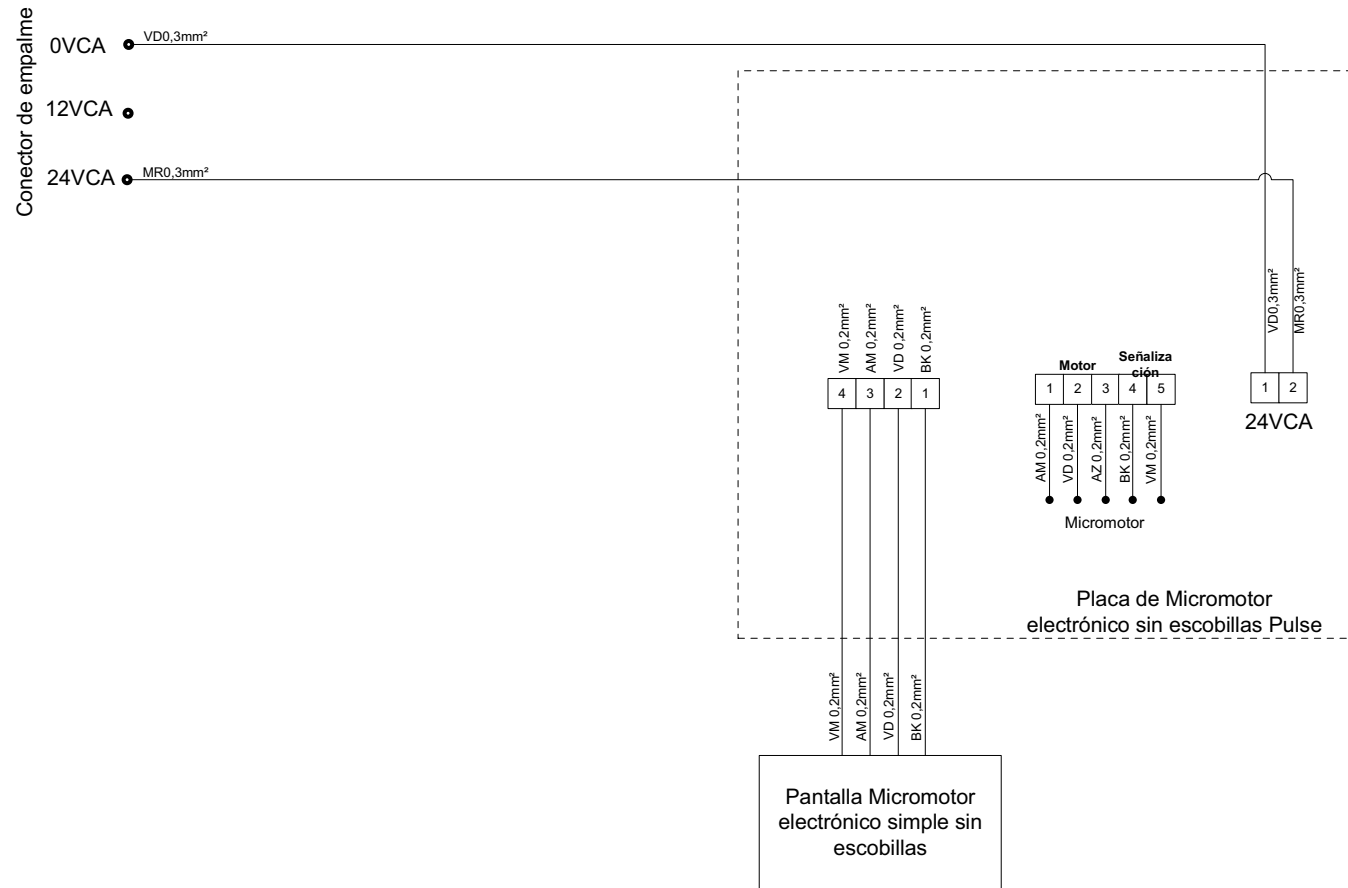 Conector de empalme
0VCA
VD0,3mm²
12VCA
24VCA
MR0,3mm²
VD0,3mm²
MR0,3mm²
VM 0,2mm²
AM 0,2mm²
VD 0,2mm²
BK 0,2mm²
4 3 2 1
Motor
Señaliza
ción
1 2 3 4 5
1 2
24VCA
AM 0,2mm²
VD 0,2mm²
AZ 0,2mm²
BK 0,2mm²
VM 0,2mm²
Micromotor
Placa de Micromotor
electrónico sin escobillas Pulse
VM 0,2mm²
AM 0,2mm²
VD 0,2mm²
BK 0,2mm²
Pantalla Micromotor
electrónico simple sin
escobillas